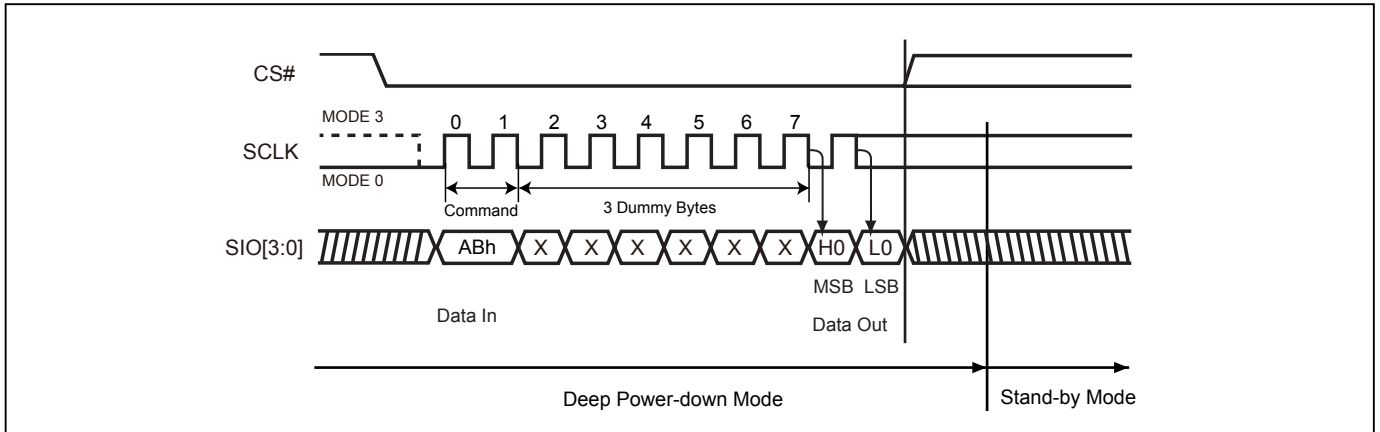 CS#
MODE 3
0 1 2 3 4 5 6 7
SCLK
MODE 0
Command
3 Dummy Bytes
SIO[3:0]
ABh X X X X X X H0 L0
MSB LSB
Data In
Data Out
Deep Power-down Mode
Stand-by Mode